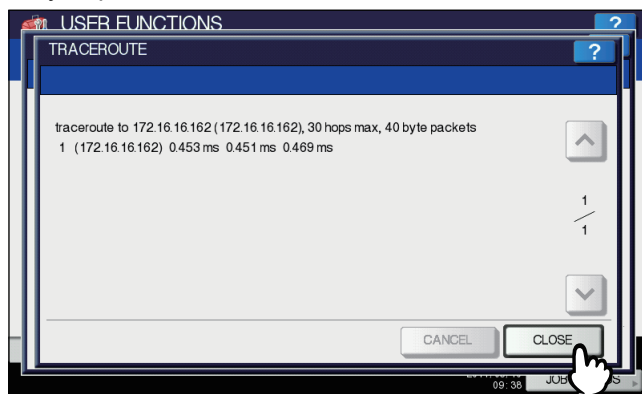 USER FUNCTIONS
?
TRACEROUTE
?
traceroute to 172.16.16.162 (172.16.16.162), 30 hops max, 40 byte packets
1 (172.16.16.162) 0.453 ms 0.451 ms 0.469 ms
1
1
CANCEL
CLOSE
09:38